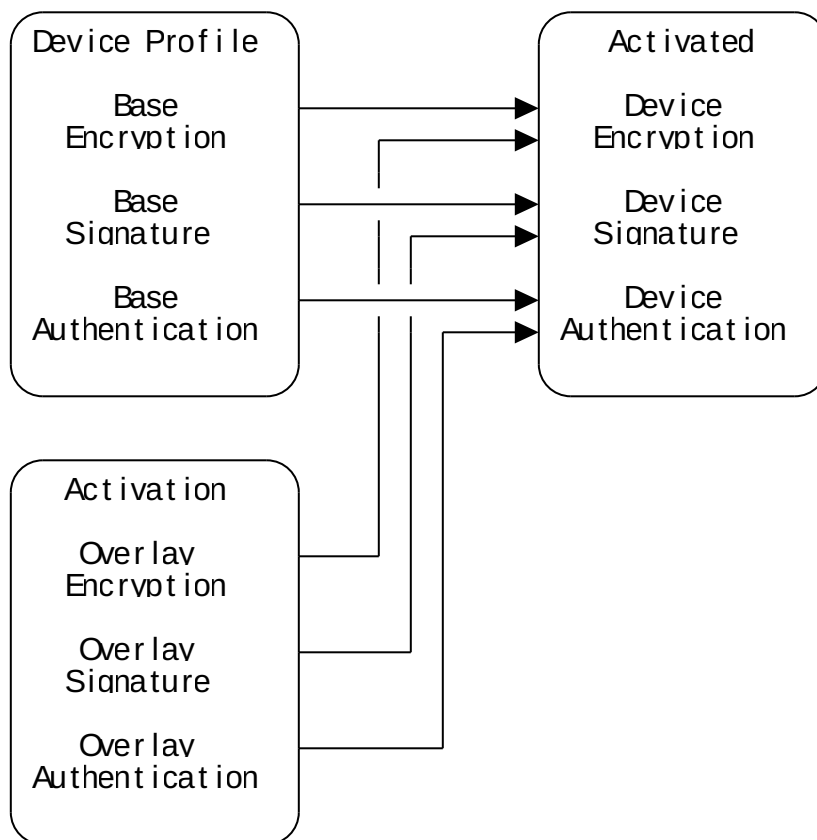 Device Profile
Base
Encryption
Base
Signature
Base
Authentication
Activated
Device
Encryption
Device
Signature
Device
Authentication
Activation
Overlay
Encryption
Overlay
Signature
Overlay
Authentication